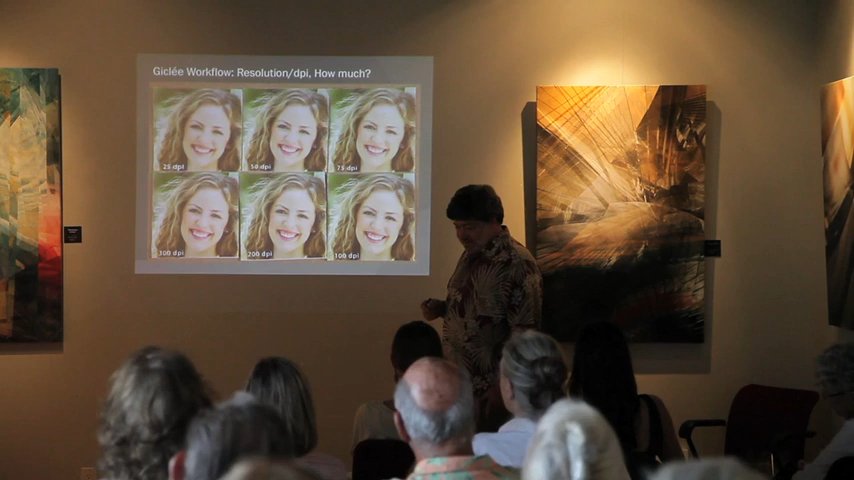 Giclée Workflow: Resolution/dpi, How much?
25 dpi
50 dpi
75 dpi
300 dpi
200 dpi
100 dpi